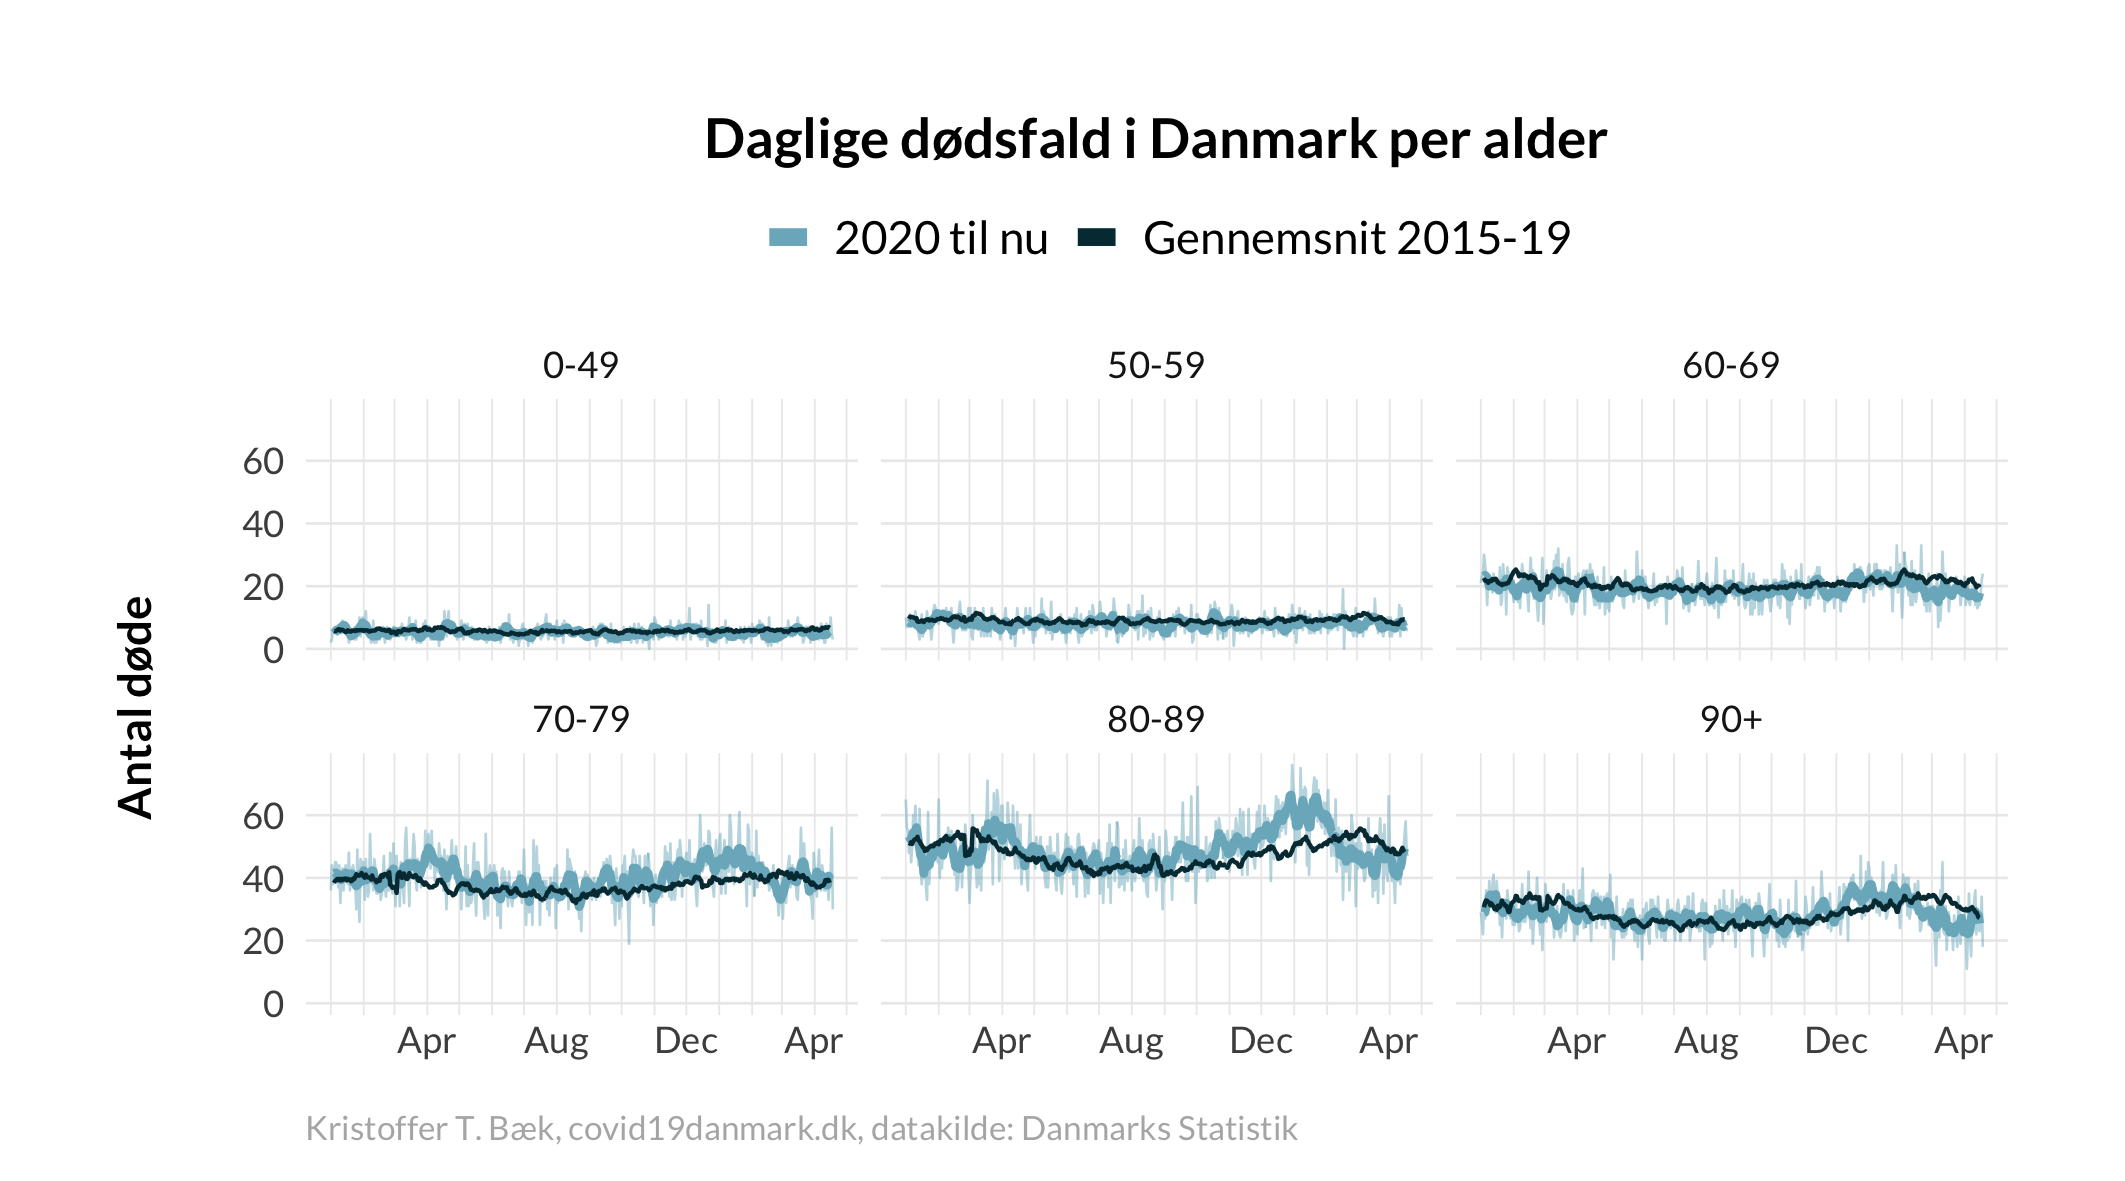 Daglige dødsfald i Danmark per alder
2020 til nu Gennemsnit 2015-19
0-49 50-59 60-69
60
40
20
0
Antal døde
70-79 80-89 90+
60
40
20
0
Apr Aug Dec Apr Apr Aug Dec Apr Apr Aug Dec Apr
Kristoffer T. Bæk, covid19danmark.dk, datakilde: Danmarks Statistik